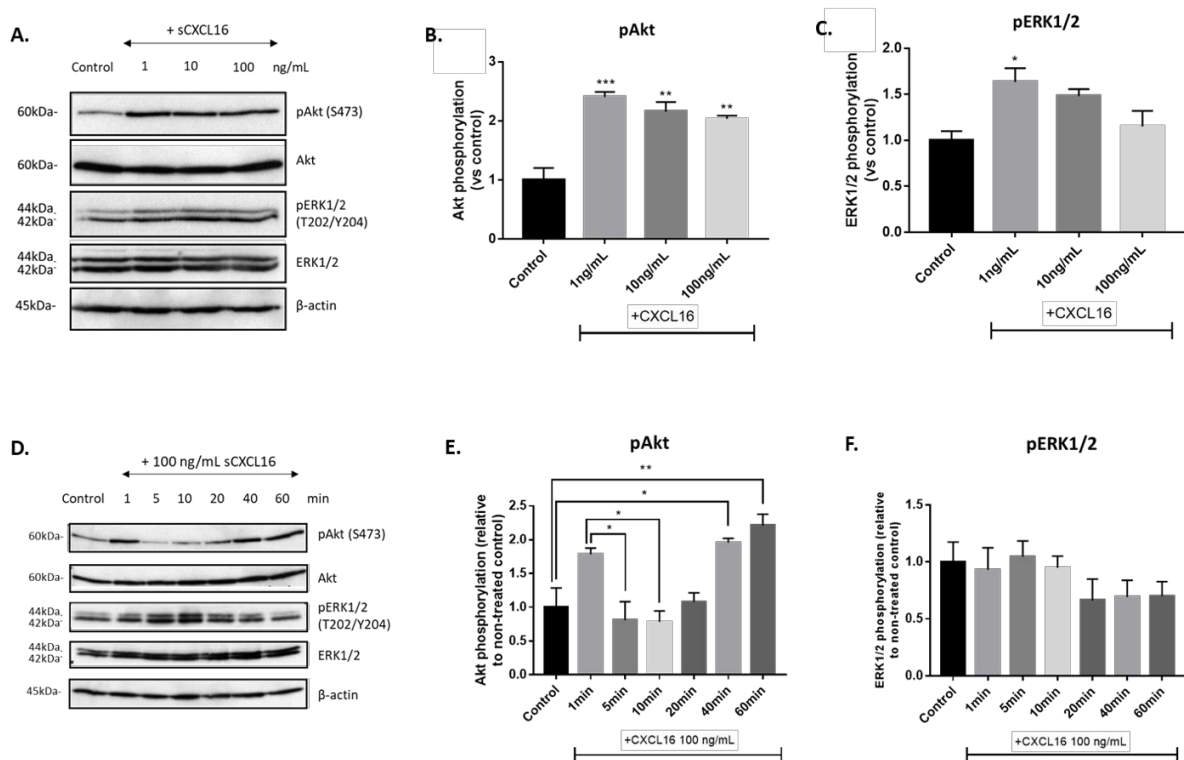 A.
+ sCXCL16
Control 1 10 100 ng/mL
60kDa- pAkt (S473)
60kDa- Akt
44kDa- pERK1/2
42kDa- (T202/Y204)
44kDa- ERK1/2
42kDa-
45kDa- β-actin
B.
pAkt
Akt phosphorylation
(vs control)
3
2
1
0
*** ** **
Control 1ng/mL 10ng/mL 100ng/mL
+CXCL16
C.
pERK1/2
ERK1/2 phosphorylation
(vs control)
2.0
1.5
1.0
0.5
0.0
*
Control 1ng/mL 10ng/mL 100ng/mL
+CXCL16
D.
+ 100 ng/mL sCXCL16
Control 1 5 10 20 40 60 min
60kDa- pAkt (S473)
60kDa- Akt
44kDa- pERK1/2
42kDa- (T202/Y204)
44kDa- ERK1/2
42kDa-
45kDa- β-actin
E.
pAkt
Akt phosphorylation (relative
to non-treated control)
2.5
2.0
1.5
1.0
0.5
0.0
**
*
*
*
Control 1min 5min 10min 20min 40min 60min
+CXCL16 100 ng/mL
F.
pERK1/2
ERK1/2 phosphorylation (relative
to non-treated control)
1.5
1.0
0.5
0.0
Control 1min 5min 10min 20min 40min 60min
+CXCL16 100 ng/mL